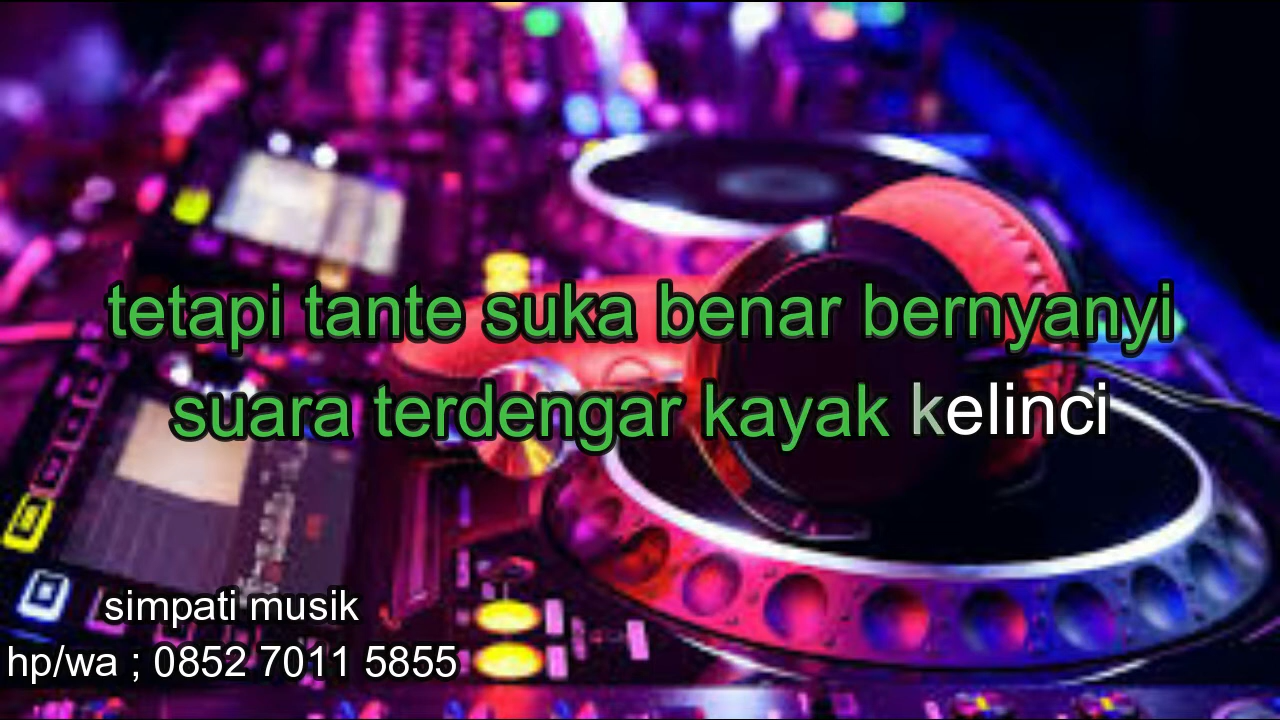 tetapi tante suka benar bernyanyi
suara terdengar kayak kelinci
simpati musik
hp/wa ; 0852 7011 5855